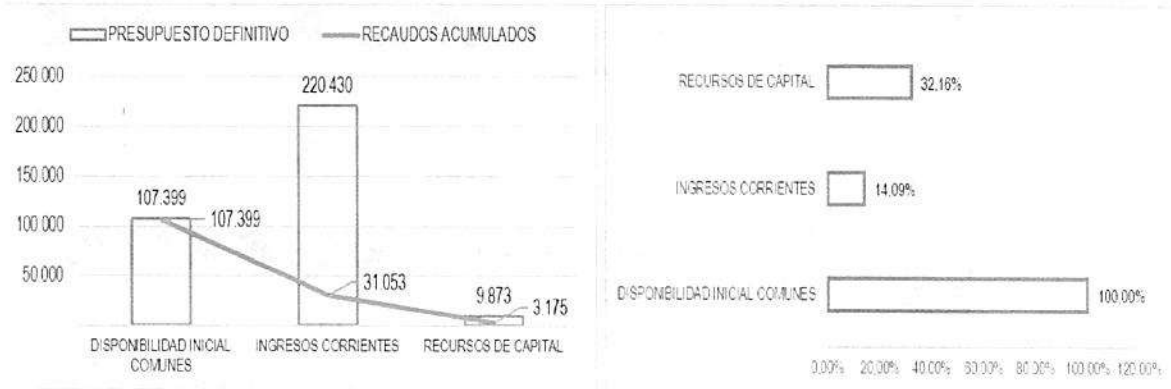 PRESUPUESTO DEFINITIVO RECAUDOS ACUMULADOS
250.000
200.000
150.000
100.000
50.000
220.430
107.399
107.399
31.053
9.873
3.175
DISPONIBILIDAD INICIAL
COMUNES
INGRESOS CORRIENTES
RECURSOS DE CAPITAL
RECURSOS DE CAPITAL
32,16%
INGRESOS CORRIENTES
14,09%
DISPONIBILIDAD INICIAL COMUNES
100,00%
0,00% 20,00% 40,00% 60,00% 80,00% 100,00% 120,00%